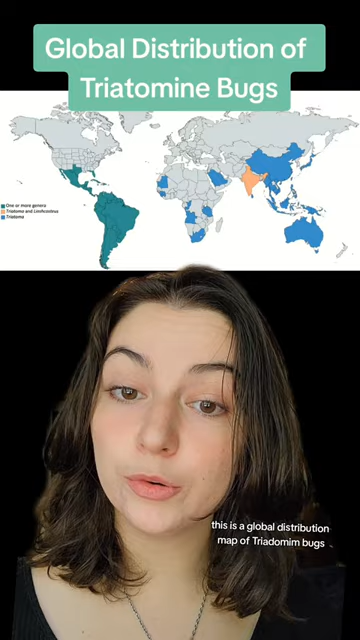 Global Distribution of
Triatomine Bugs
One or more genera
Triatoma and Linshcosteus
Triatoma
this is a global distribution
map of Triadomim bugs